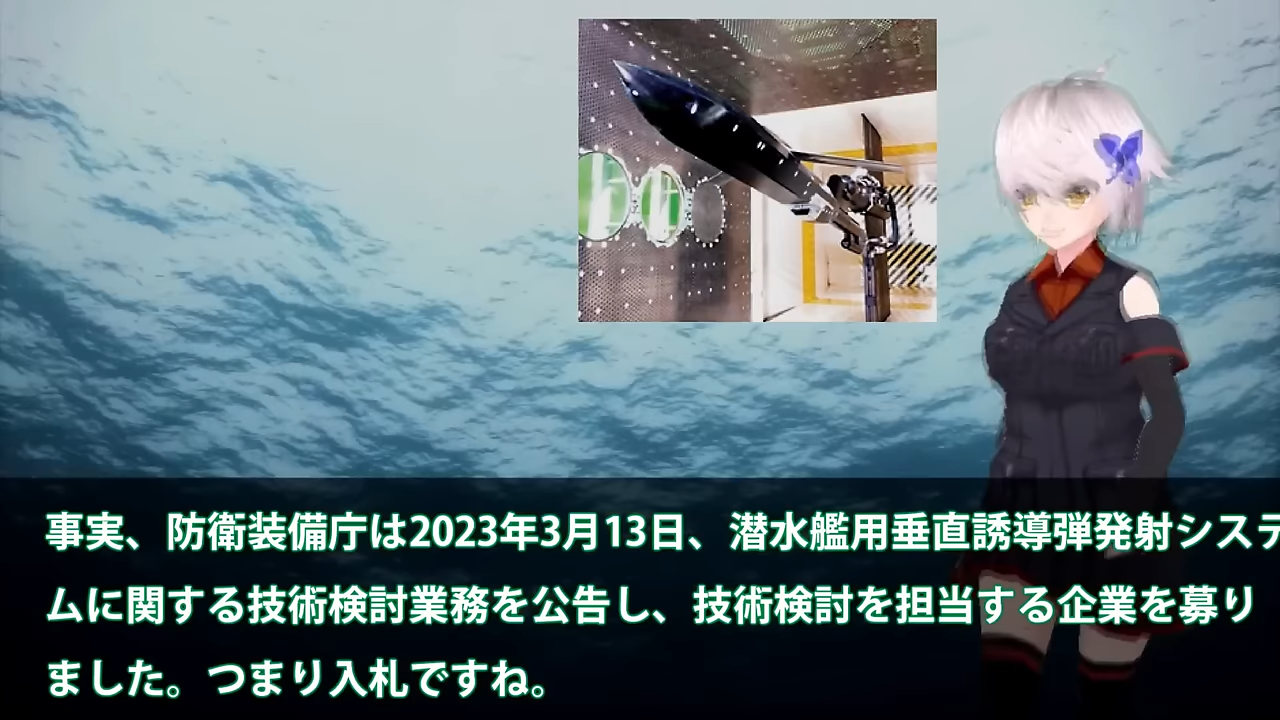 事実、防衛装備庁は2023年3月13日、潜水艦用垂直誘導弾発射システ
ムに関する技術検討業務を公告し、技術検討を担当する企業を募り
ました。つまり入札ですね。